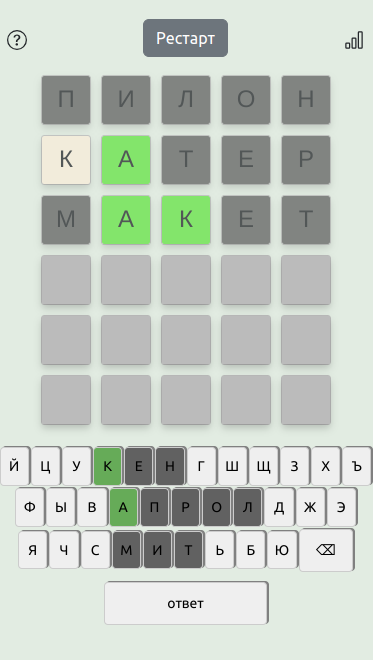 ?
Рестарт
П И Л О Н
К А Т Е Р
М А К Е Т
Й Ц У К Е Н Г Ш Щ З Х Ъ
Ф Ы В А П Р О Л Д Ж Э
Я Ч С М И Т Ь Б Ю ⌫
ответ